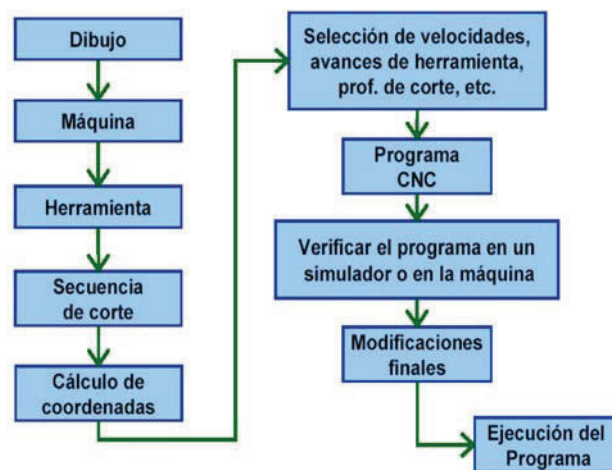 Dibujo
Máquina
Herramienta
Secuencia
de corte
Cálculo de
coordenadas
Selección de velocidades,
avances de herramienta,
prof. de corte, etc.
Programa
CNC
Verificar el programa en un
simulador o en la máquina
Modificaciones
finales
Ejecución del
Programa